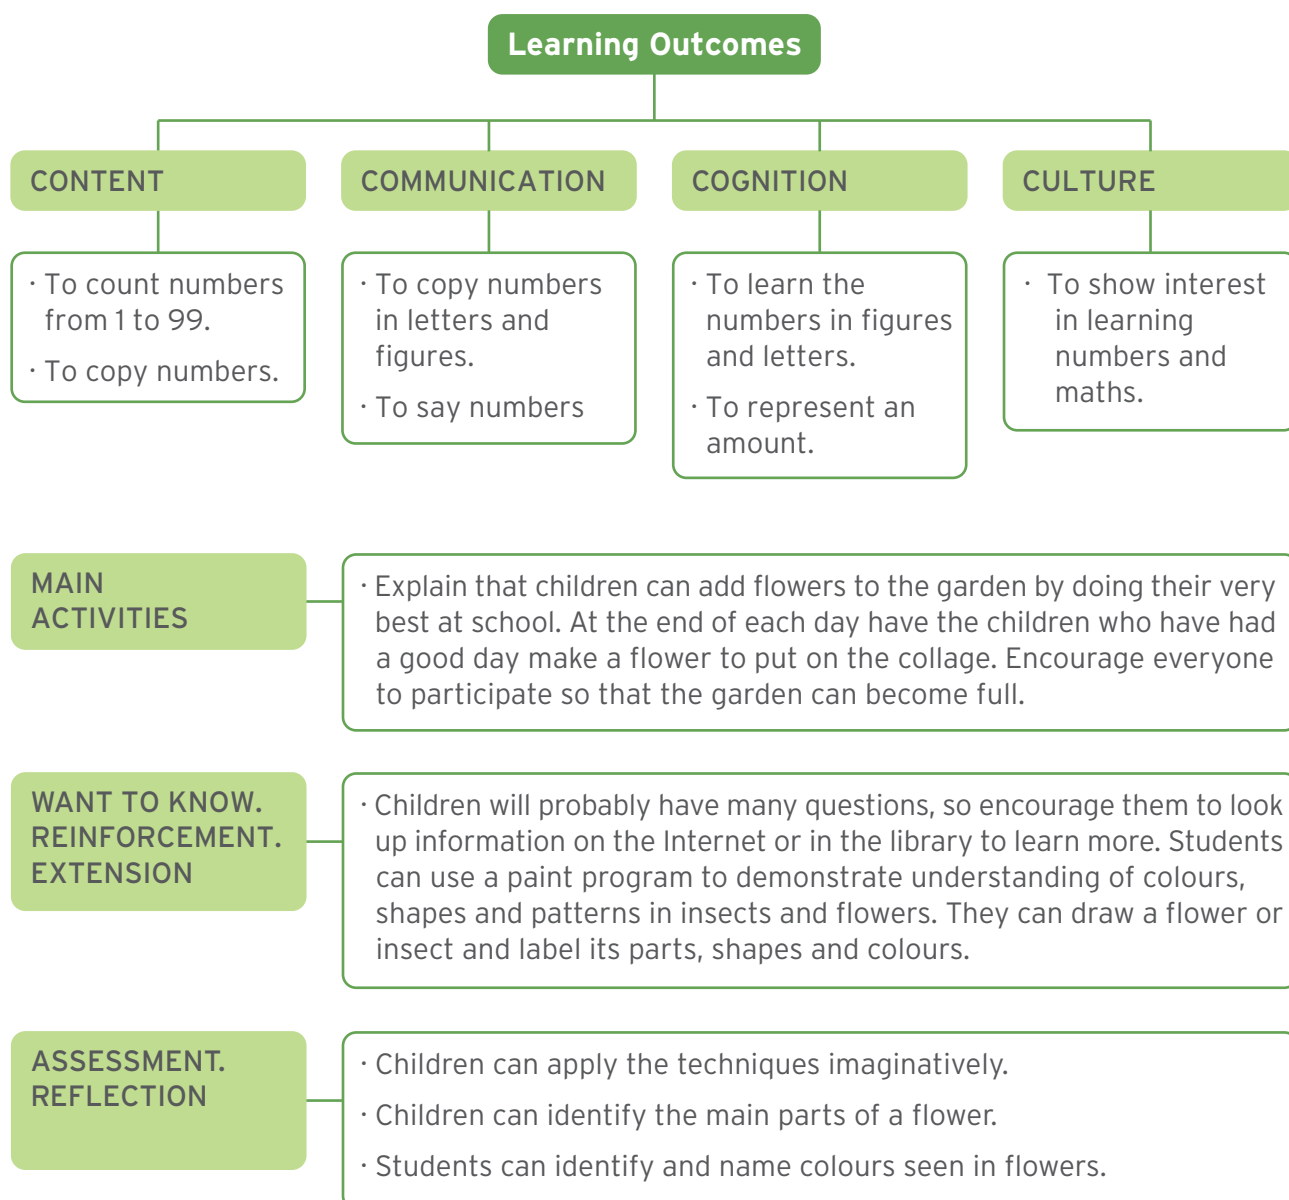 Learning Outcomes
CONTENT
· To count numbers
from 1 to 99.
· To copy numbers.
COMMUNICATION
· To copy numbers
in letters and
figures.
· To say numbers
COGNITION
· To learn the
numbers in figures
and letters.
· To represent an
amount.
CULTURE
· To show interest
in learning
numbers and
maths.
MAIN
ACTIVITIES
· Explain that children can add flowers to the garden by doing their very
best at school. At the end of each day have the children who have had
a good day make a flower to put on the collage. Encourage everyone
to participate so that the garden can become full.
WANT TO KNOW.
REINFORCEMENT.
EXTENSION
· Children will probably have many questions, so encourage them to look
up information on the Internet or in the library to learn more. Students
can use a paint program to demonstrate understanding of colours,
shapes and patterns in insects and flowers. They can draw a flower or
insect and label its parts, shapes and colours.
ASSESSMENT.
REFLECTION
· Children can apply the techniques imaginatively.
· Children can identify the main parts of a flower.
· Students can identify and name colours seen in flowers.